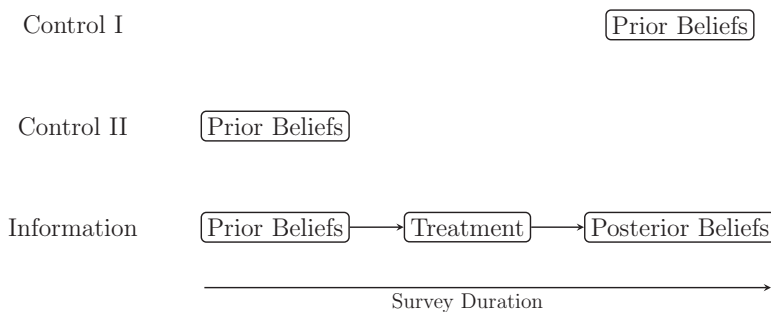 Control I
Prior Beliefs
Control II
Prior Beliefs
Information
Prior Beliefs
Treatment
Posterior Beliefs
Survey Duration